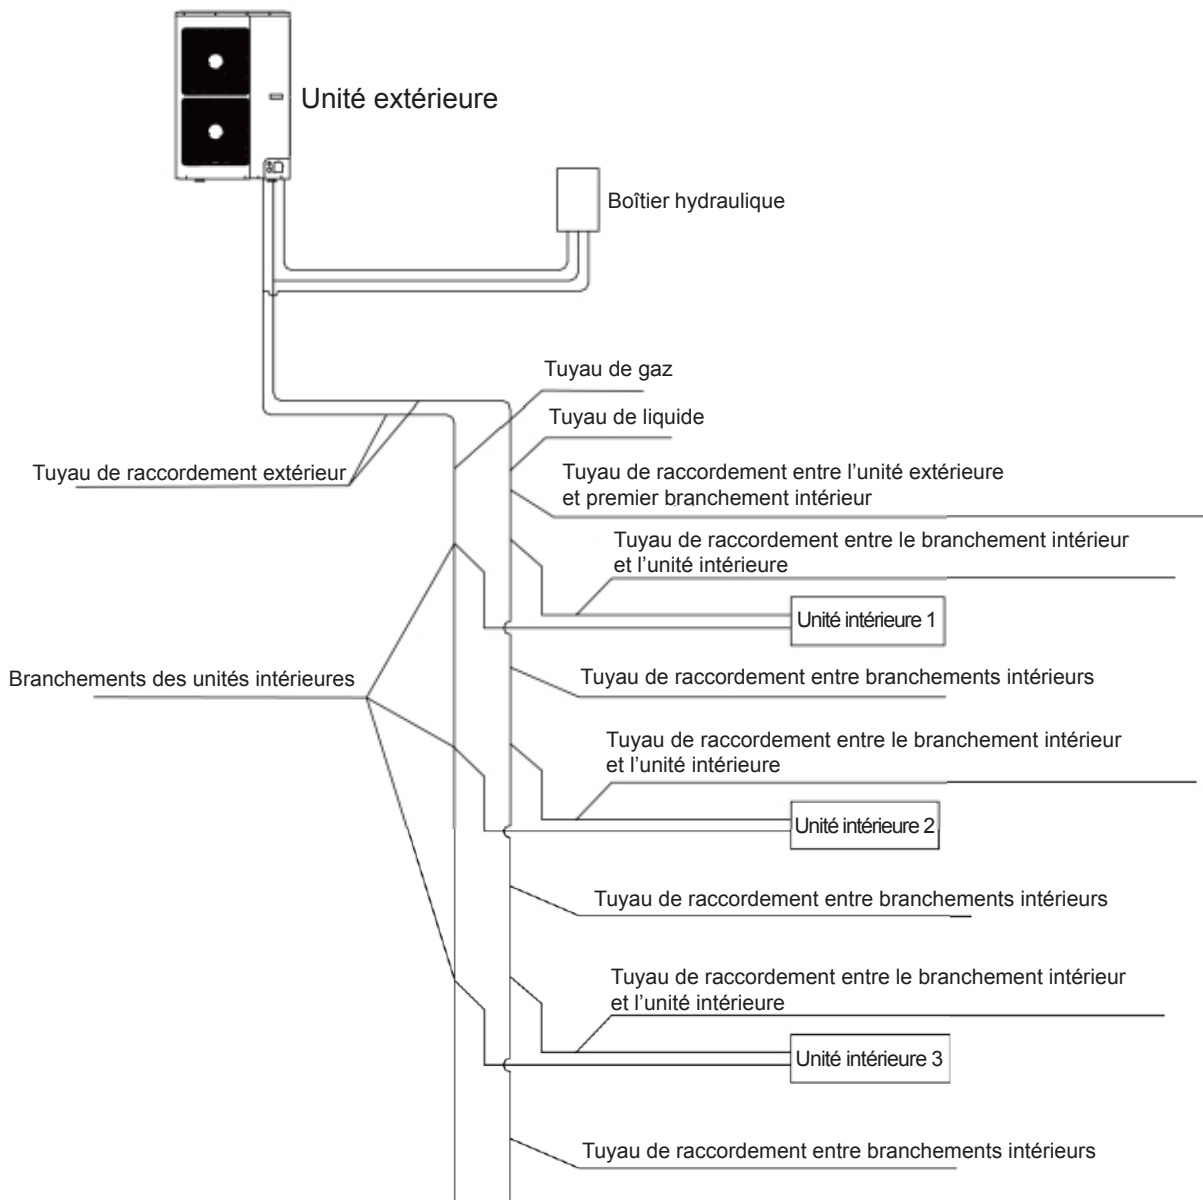 Unité extérieure
Boîtier hydraulique
Tuyau de gaz
Tuyau de liquide
Tuyau de raccordement extérieur
Tuyau de raccordement entre l’unité extérieure
et premier branchement intérieur
Tuyau de raccordement entre le branchement intérieur
et l’unité intérieure
Unité intérieure 1
Branchements des unités intérieures
Tuyau de raccordement entre branchements intérieurs
Tuyau de raccordement entre le branchement intérieur
et l’unité intérieure
Unité intérieure 2
Tuyau de raccordement entre branchements intérieurs
Tuyau de raccordement entre le branchement intérieur
et l’unité intérieure
Unité intérieure 3
Tuyau de raccordement entre branchements intérieurs